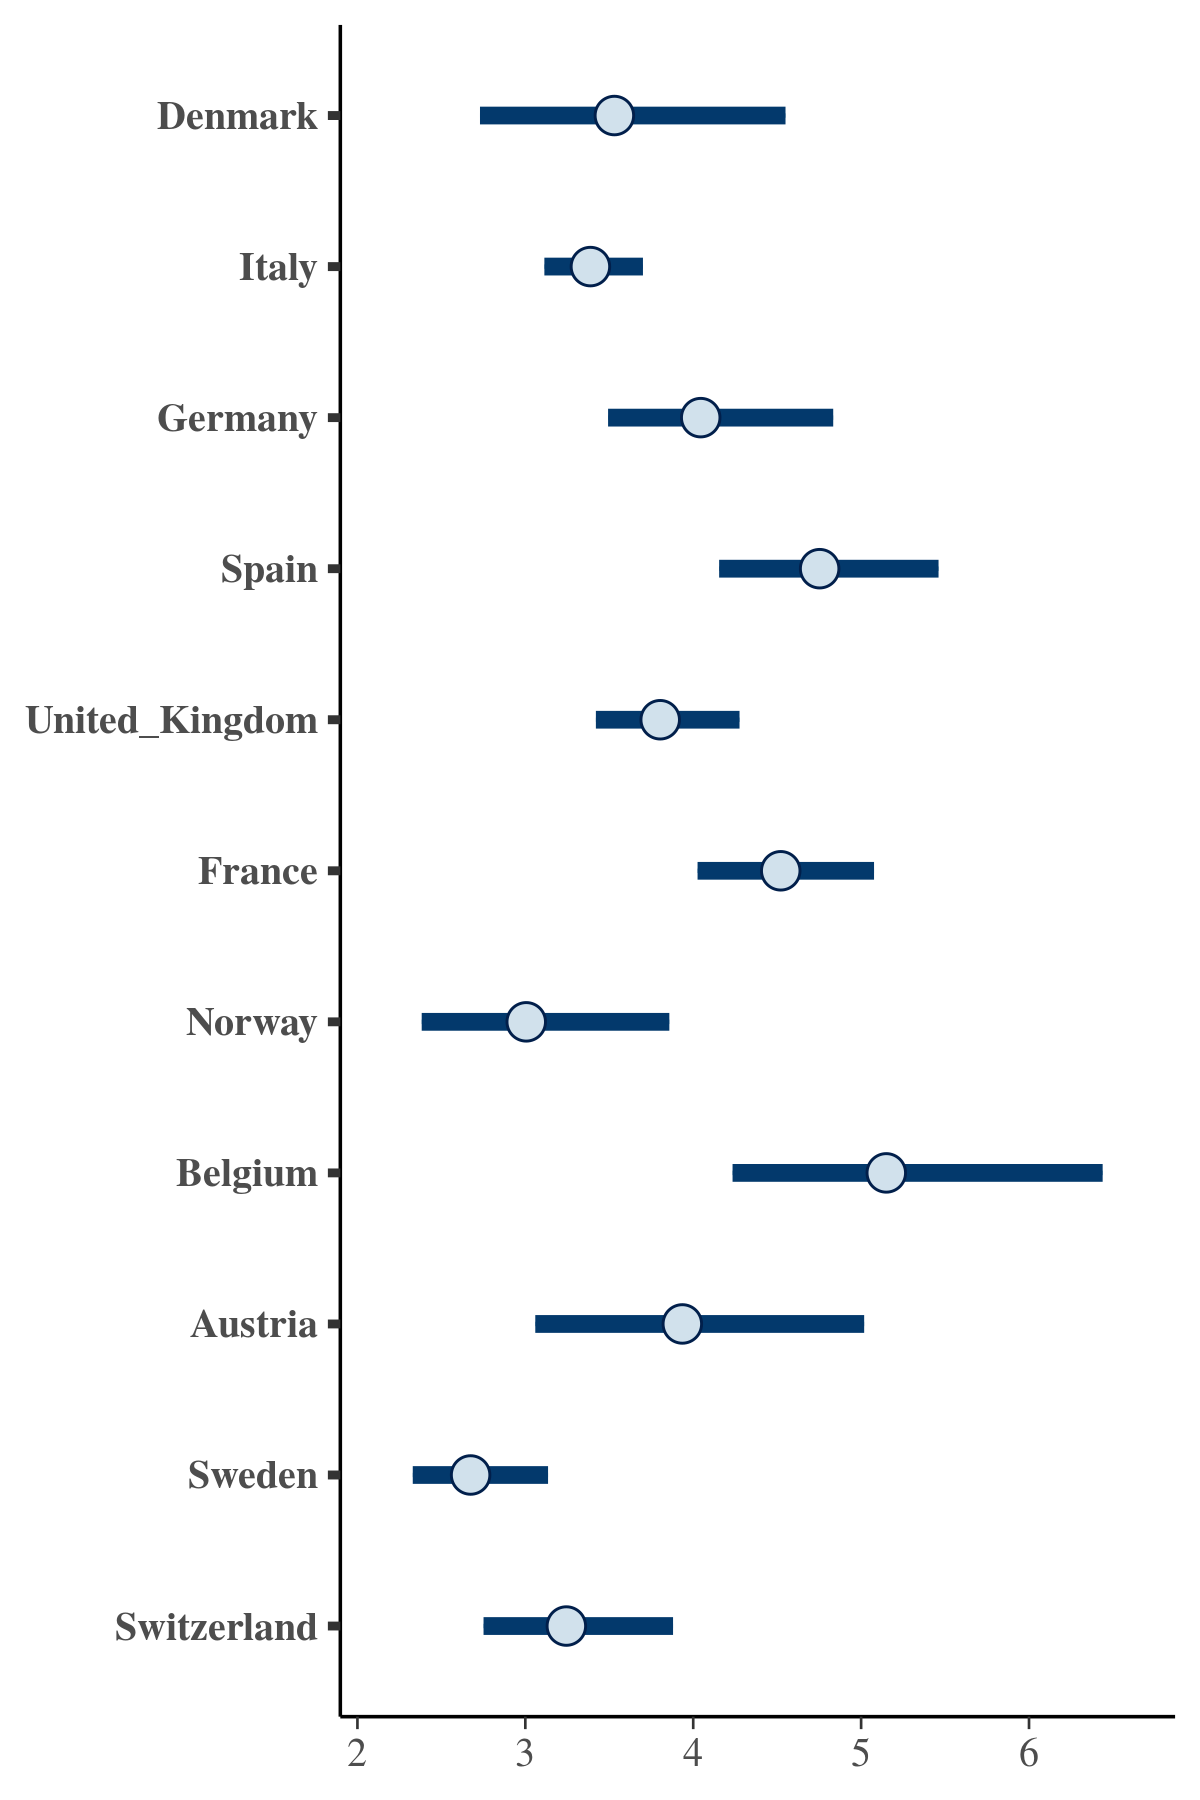 Denmark
Italy
Germany
Spain
United_Kingdom
France
Norway
Belgium
Austria
Sweden
Switzerland
2 3 4 5 6